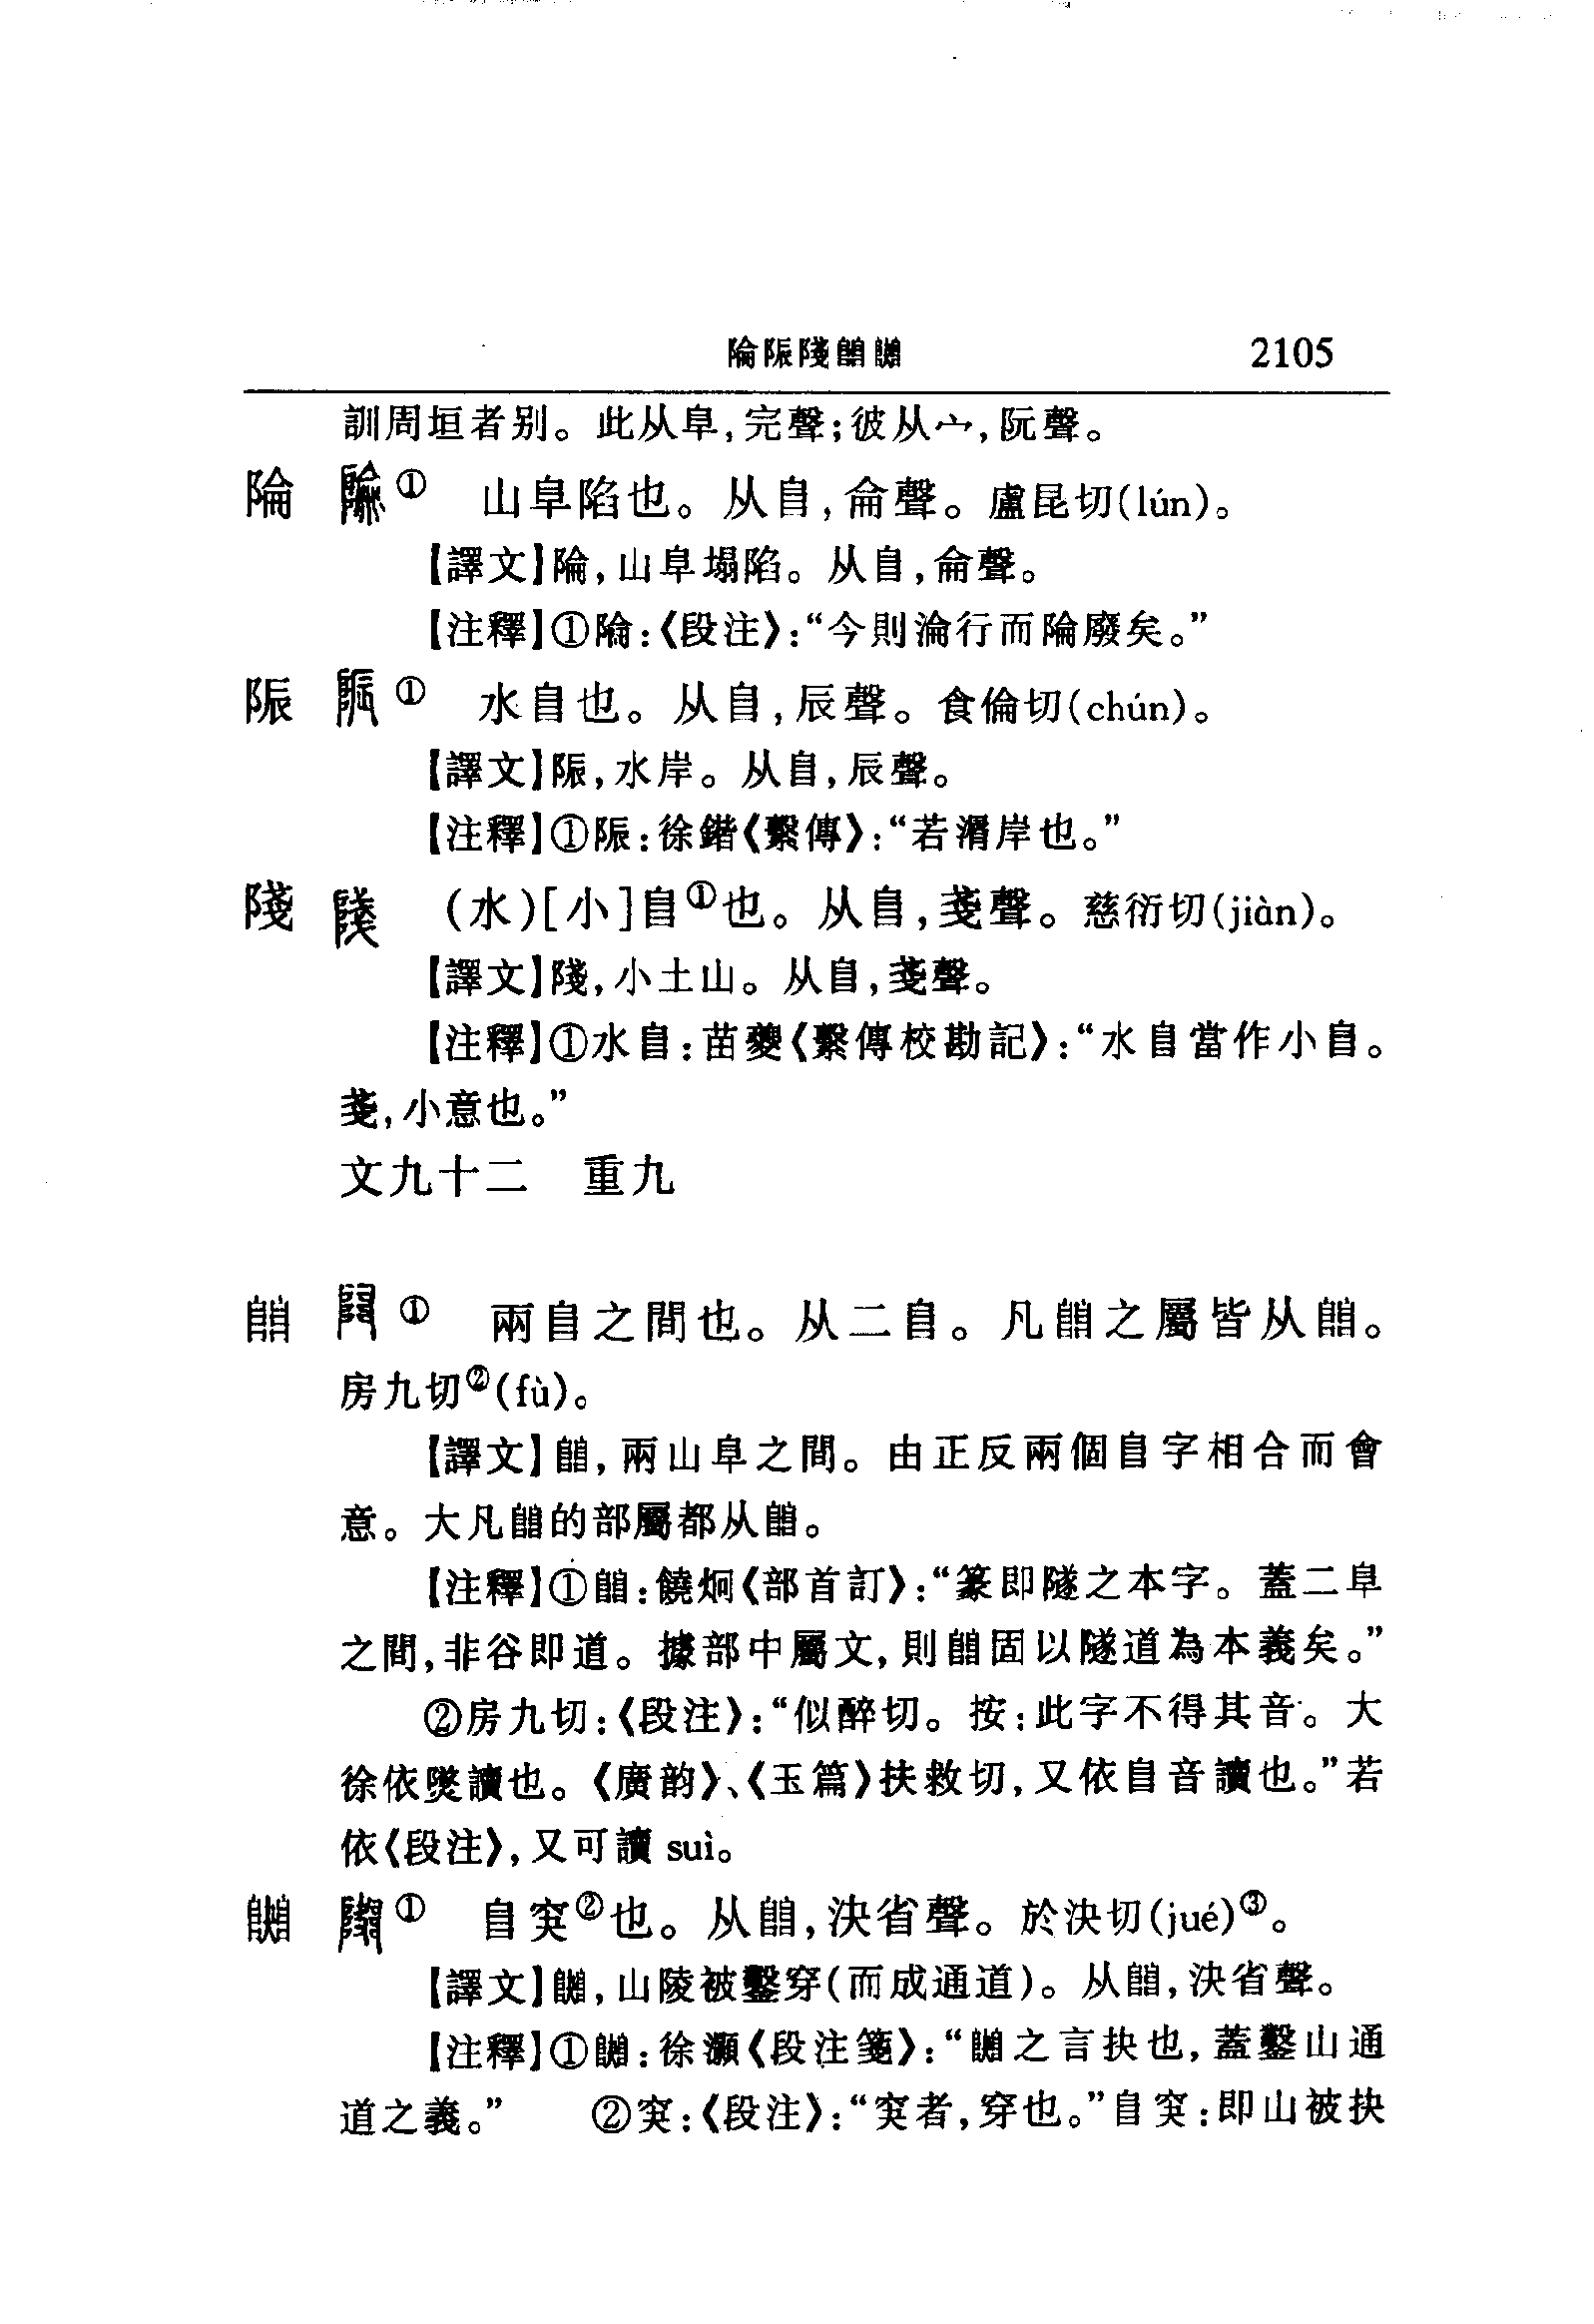 陯陙陖𨺅𨺲 2105
訓周垣者别。此从阜,完聲;彼从宀,阮聲。
陯 ① 山阜陷也。从𨸏,侖聲。盧昆切(lún)。
【譯文】陯,山阜塌陷。从𨸏,侖聲。
【注釋】①陯:《段注》:“今則淪行而陯廢矣。”
陙 ① 水𨸏也。从𨸏,辰聲。食倫切(chún)。
【譯文】陙,水岸。从𨸏,辰聲。
【注釋】①陙:徐鍇《繫傳》:“若漘岸也。”
(水)[小]𨸏①也。从𨸏,戔聲。慈衍切(jiàn)。
【譯文】,小土山。从𨸏,戔聲。
【注釋】①水𨸏:苗夔《繫傳校勘記》:“水𨸏當作小𨸏。
戔,小意也。”
文九十二 重九
𨺅 ① 兩𨸏之間也。从二𨸏。凡𨺅之屬皆从𨺅。
房九切②(fù)。
【譯文】𨺅,兩山阜之間。由正反兩個𨸏字相合而會
意。大凡𨺅的部屬都从𨺅。
【注釋】①𨺅:饒炯《部首訂》:“篆即隧之本字。蓋二阜
之間,非谷即道。據部中屬文,則𨺅固以隧道為本義矣。”
②房九切:《段注》:“似醉切。按:此字不得其音。大
徐依讀也。《廣韵》、《玉篇》扶救切,又依𨸏音讀也。”若
依《段注》,又可讀 suì。
① 𨸏突②也。从𨺅,決省聲。於決切(jué)③。
【譯文】,山陵被鑿穿(而成通道)。从𨺅,決省聲。
【注釋】①:徐灝《段注箋》:“之言抉也,蓋鑿山通
道之義。” ②突:《段注》:“突者,穿也。”𨸏突:即山被抉